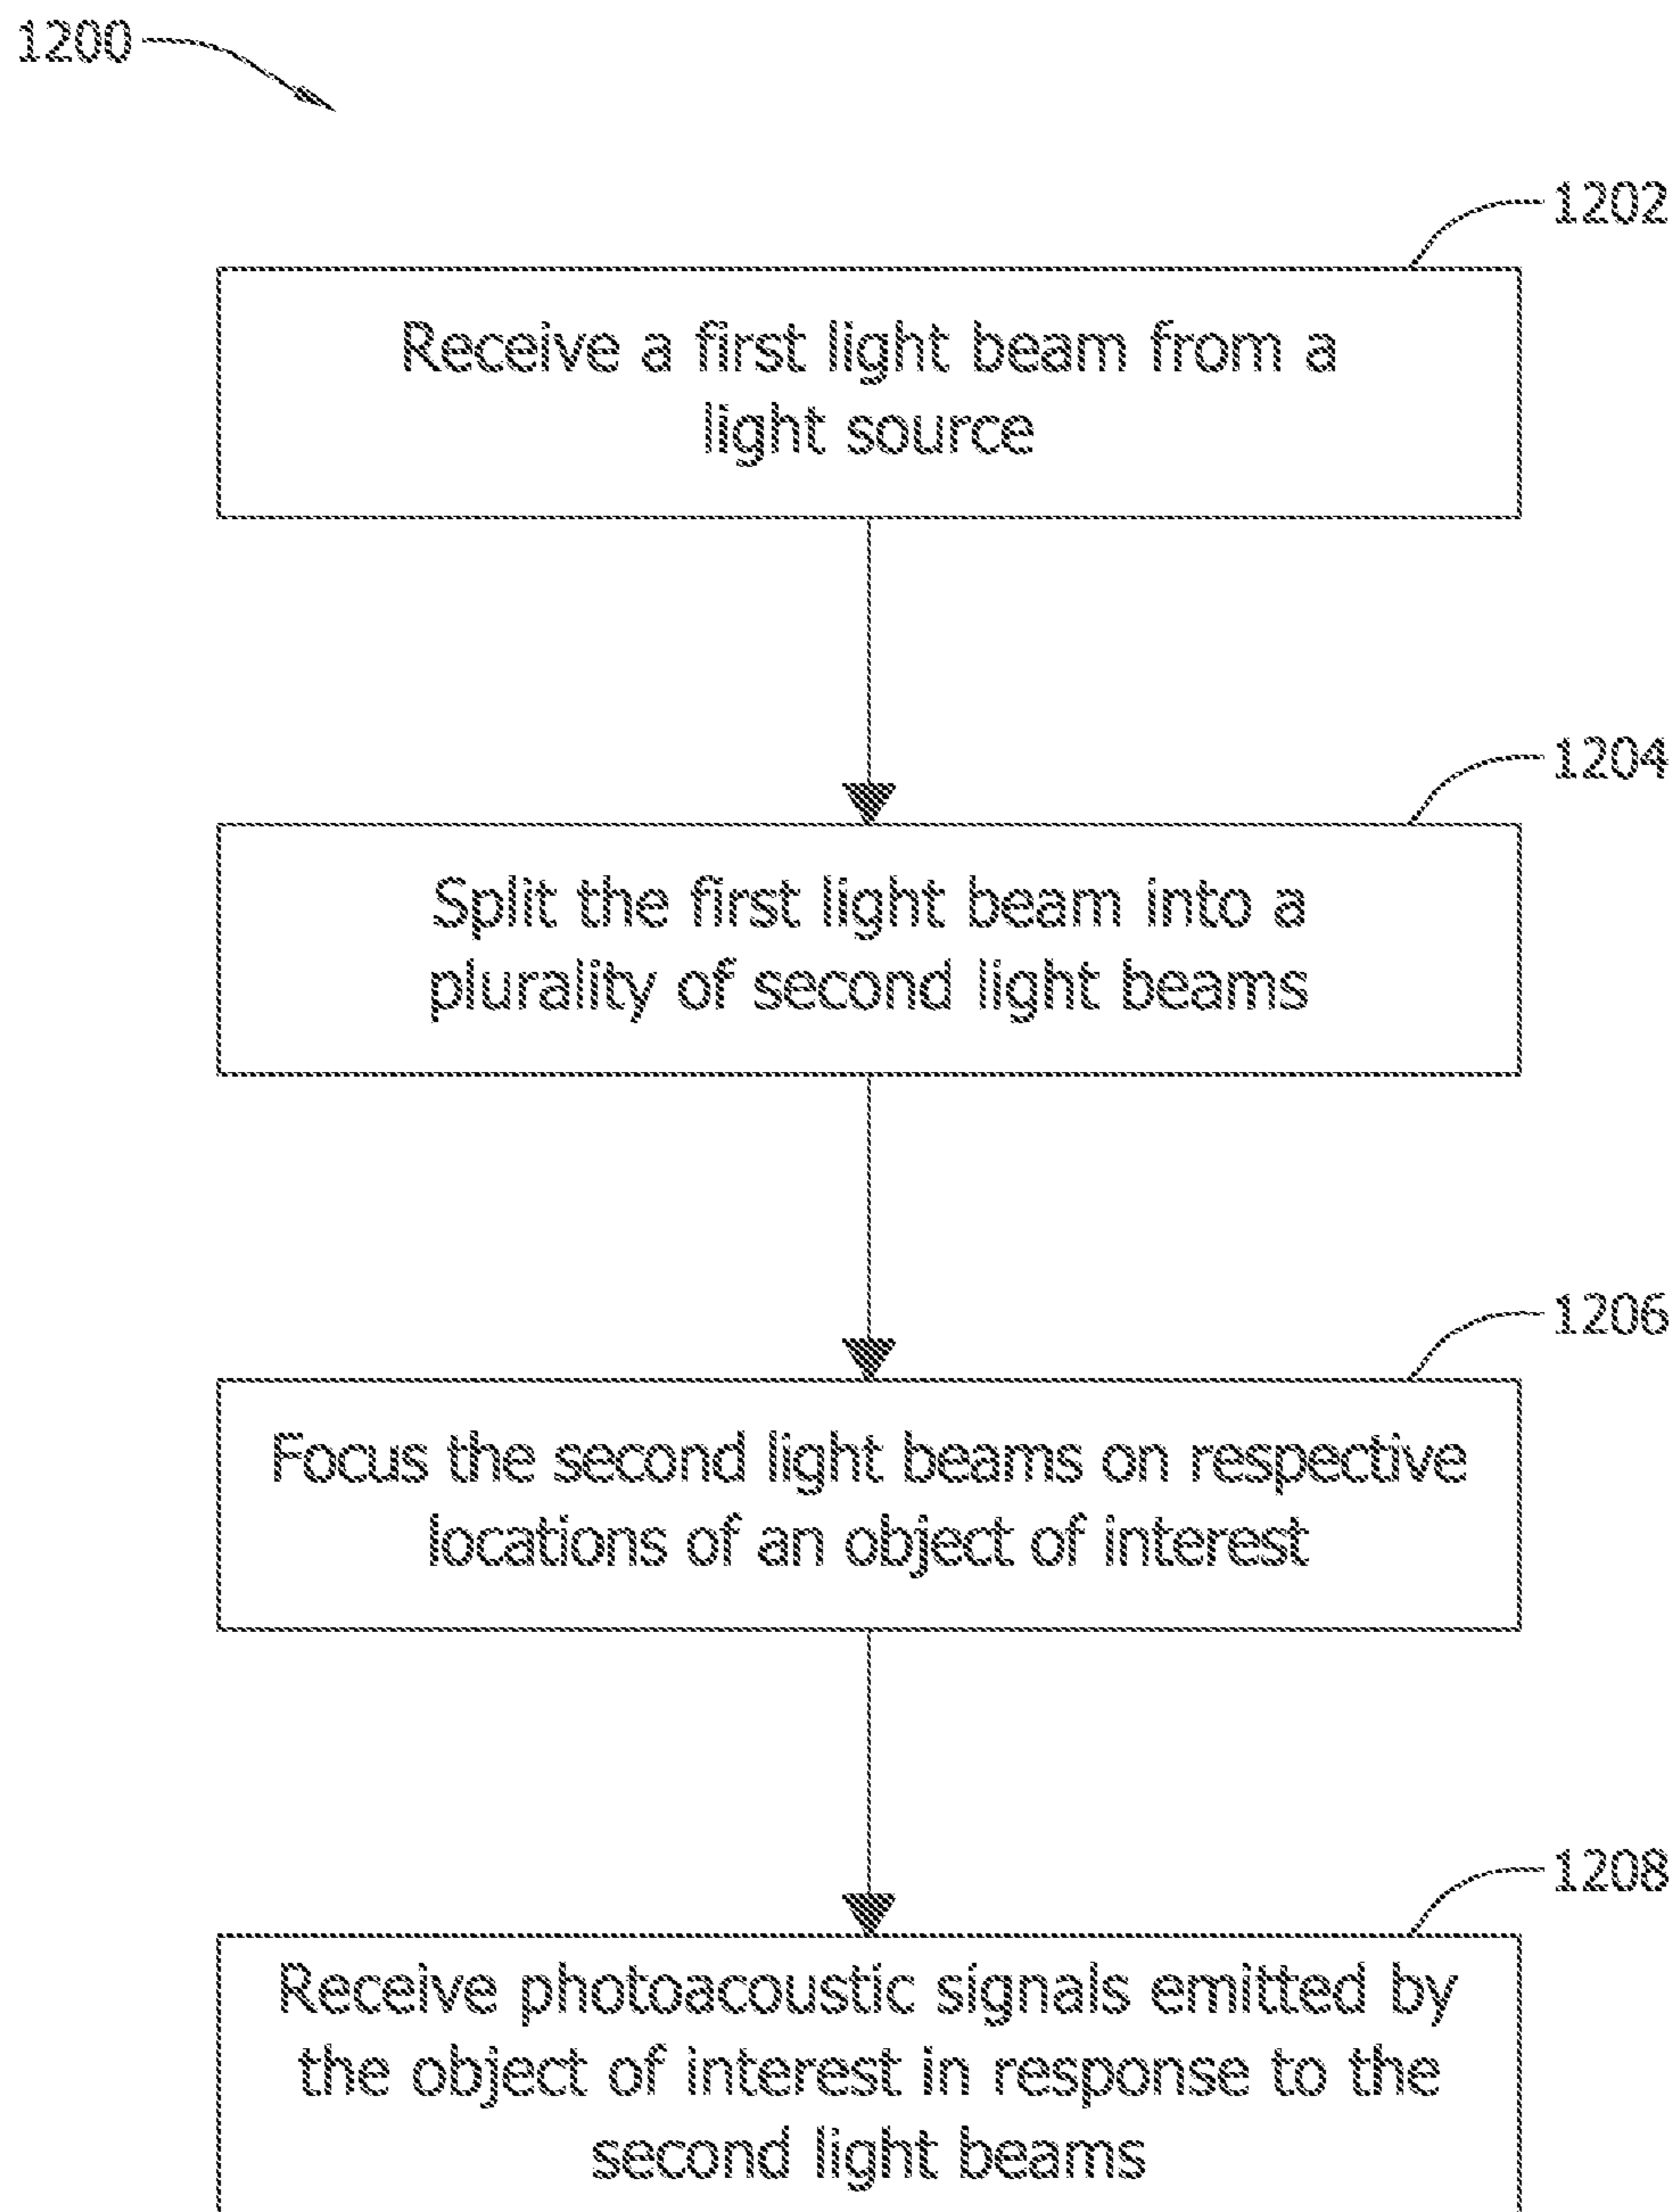 1200
1202
Receive a first light beam from a
light source
1204
Split the first light beam into a
plurality of second light beams
1206
Focus the second light beams on respective
locations of an object of interest
1208
Receive photoacoustic signals emitted by
the object of interest in response to the
second light beams